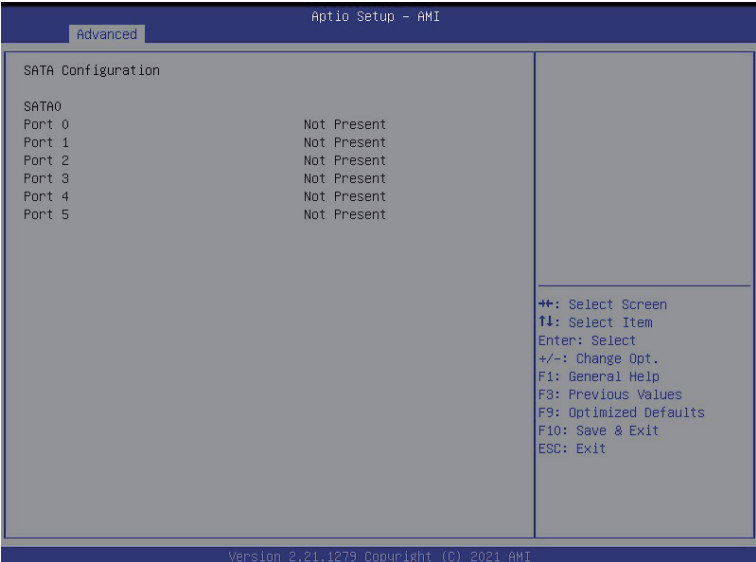 Aptio Setup – AMI
Advanced
SATA Configuration
SATA0
Port 0 Not Present
Port 1 Not Present
Port 2 Not Present
Port 3 Not Present
Port 4 Not Present
Port 5 Not Present
→←: Select Screen
↑↓: Select Item
Enter: Select
+/-: Change Opt.
F1: General Help
F3: Previous Values
F9: Optimized Defaults
F10: Save & Exit
ESC: Exit
Version 2.21.1279 Copyright (C) 2021 AMI